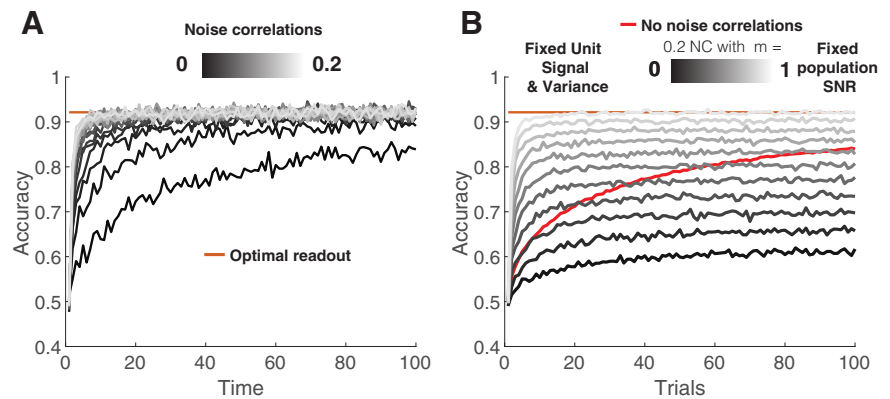 A
Noise correlations
0
0.2
1
0.9
0.8
0.7
0.6
0.5
0.4
Accuracy
Optimal readout
0
20
40
60
80
100
Time
B
No noise correlations
0.2 NC with m =
Fixed Unit
Signal
& Variance
0
1
Fixed
population
SNR
1
0.9
0.8
0.7
0.6
0.5
0.4
Accuracy
0
20
40
60
80
100
Trials